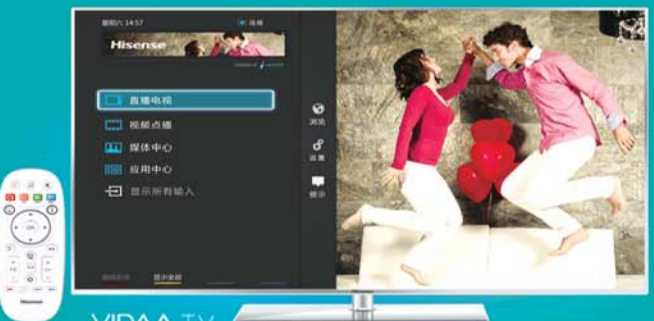 星期六 14:57
Hisense
直播电视
视频点播
媒体中心
应用中心
显示所有输入
浏览
设置
提示
显示全部
OK
Hisense
VIDAA TV